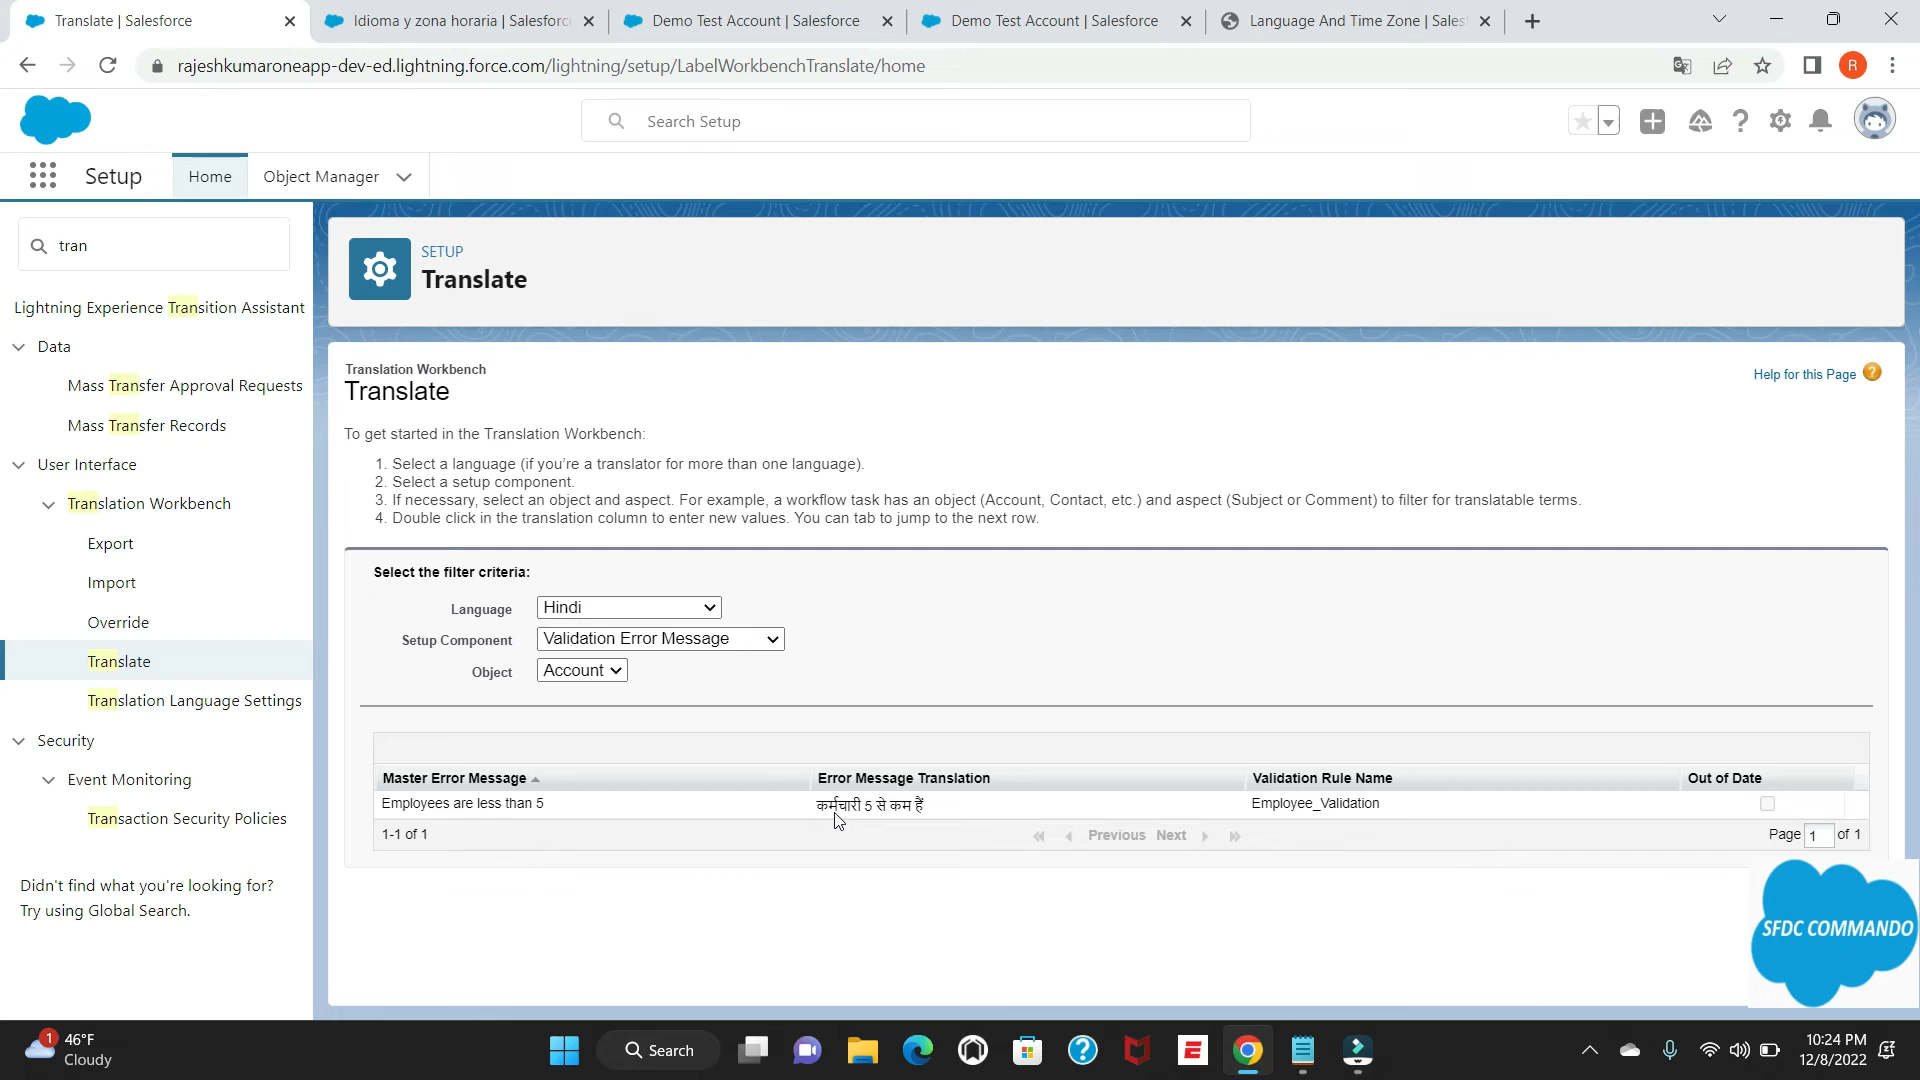 Translate | Salesforce
Idioma y zona horaria | Salesforc
Demo Test Account | Salesforce
Demo Test Account | Salesforce
Language And Time Zone | Sales
rajeshkumaroneapp-dev-ed.lightning.force.com/lightning/setup/LabelWorkbenchTranslate/home
R
Search Setup
Setup
Home
Object Manager
tran
Lightning Experience Transition Assistant
Data
Mass Transfer Approval Requests
Mass Transfer Records
User Interface
Translation Workbench
Export
Import
Override
Translate
Translation Language Settings
Security
Event Monitoring
Transaction Security Policies
Didn't find what you're looking for?
Try using Global Search.
SETUP
Translate
Translation Workbench
Translate
Help for this Page ?
To get started in the Translation Workbench:
1. Select a language (if you're a translator for more than one language).
2. Select a setup component.
3. If necessary, select an object and aspect. For example, a workflow task has an object (Account, Contact, etc.) and aspect (Subject or Comment) to filter for translatable terms.
4. Double click in the translation column to enter new values. You can tab to jump to the next row.
Select the filter criteria:
Language Hindi
Setup Component Validation Error Message
Object Account
Master Error Message Error Message Translation Validation Rule Name Out of Date
Employees are less than 5 कर्मचारी 5 से कम हैं Employee_Validation
1-1 of 1 Previous Next Page 1 of 1
SFDC COMMANDO
1
46°F
Cloudy
Search
10:24 PM
12/8/2022